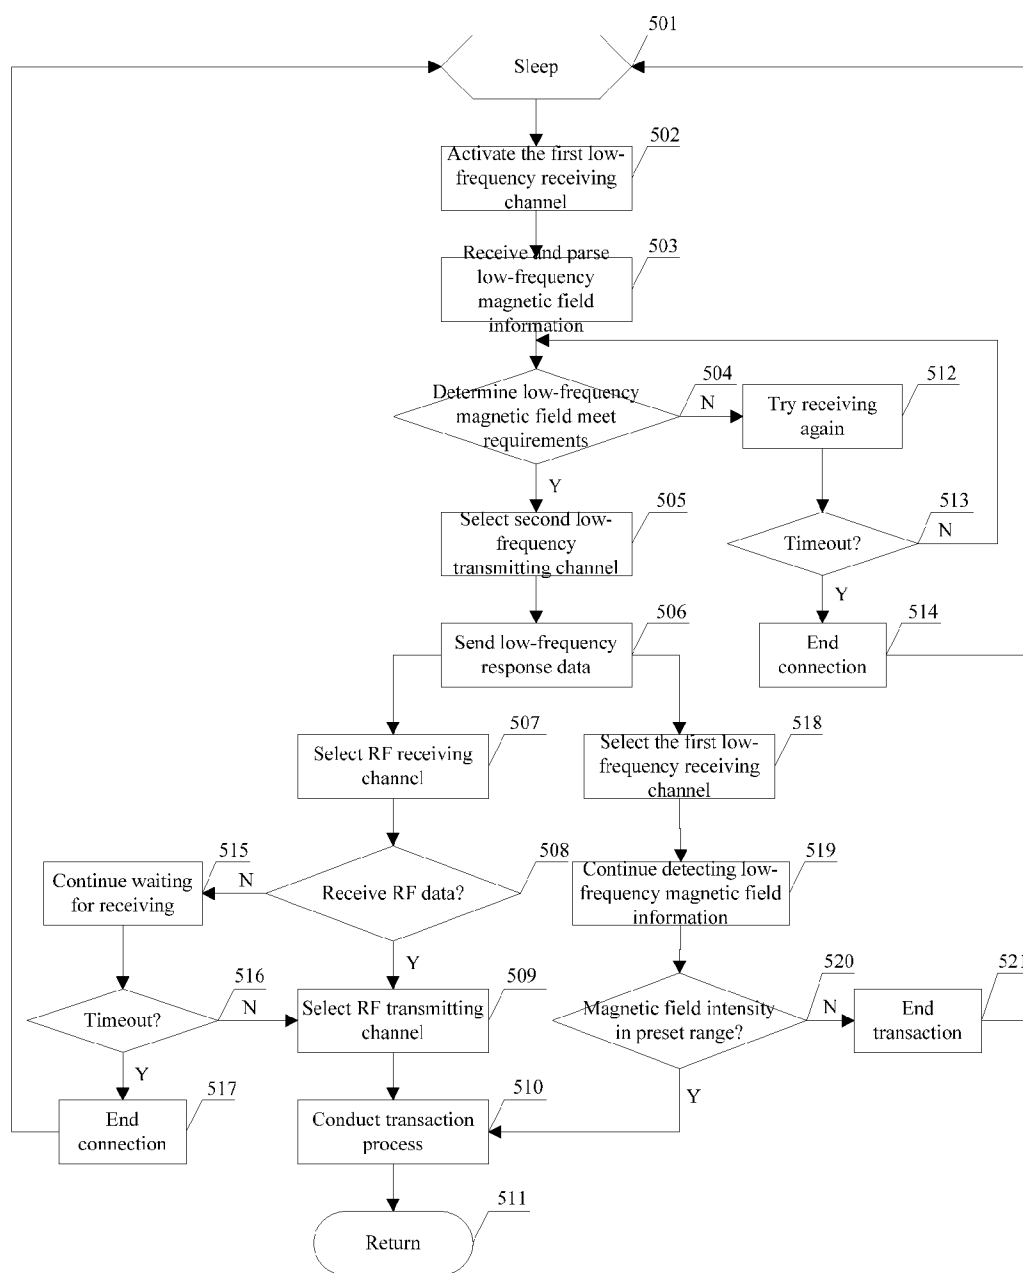 501
Sleep
502
Activate the first low-
frequency receiving
channel
503
Receive and parse
low-frequency
magnetic field
information
504
Determine low-frequency
magnetic field meet
requirements
N
512
Try receiving
again
Y
505
Select second low-
frequency
transmitting channel
513
Timeout?
N
Y
506
Send low-frequency
response data
514
End
connection
507
Select RF receiving
channel
518
Select the first low-
frequency receiving
channel
515
Continue waiting
for receiving
N
508
Receive RF data?
519
Continue detecting low-
frequency magnetic field
information
Y
516
Timeout?
N
509
Select RF transmitting
channel
520
Magnetic field intensity
in preset range?
N
521
End
transaction
Y
517
End
connection
510
Conduct transaction
process
Y
511
Return